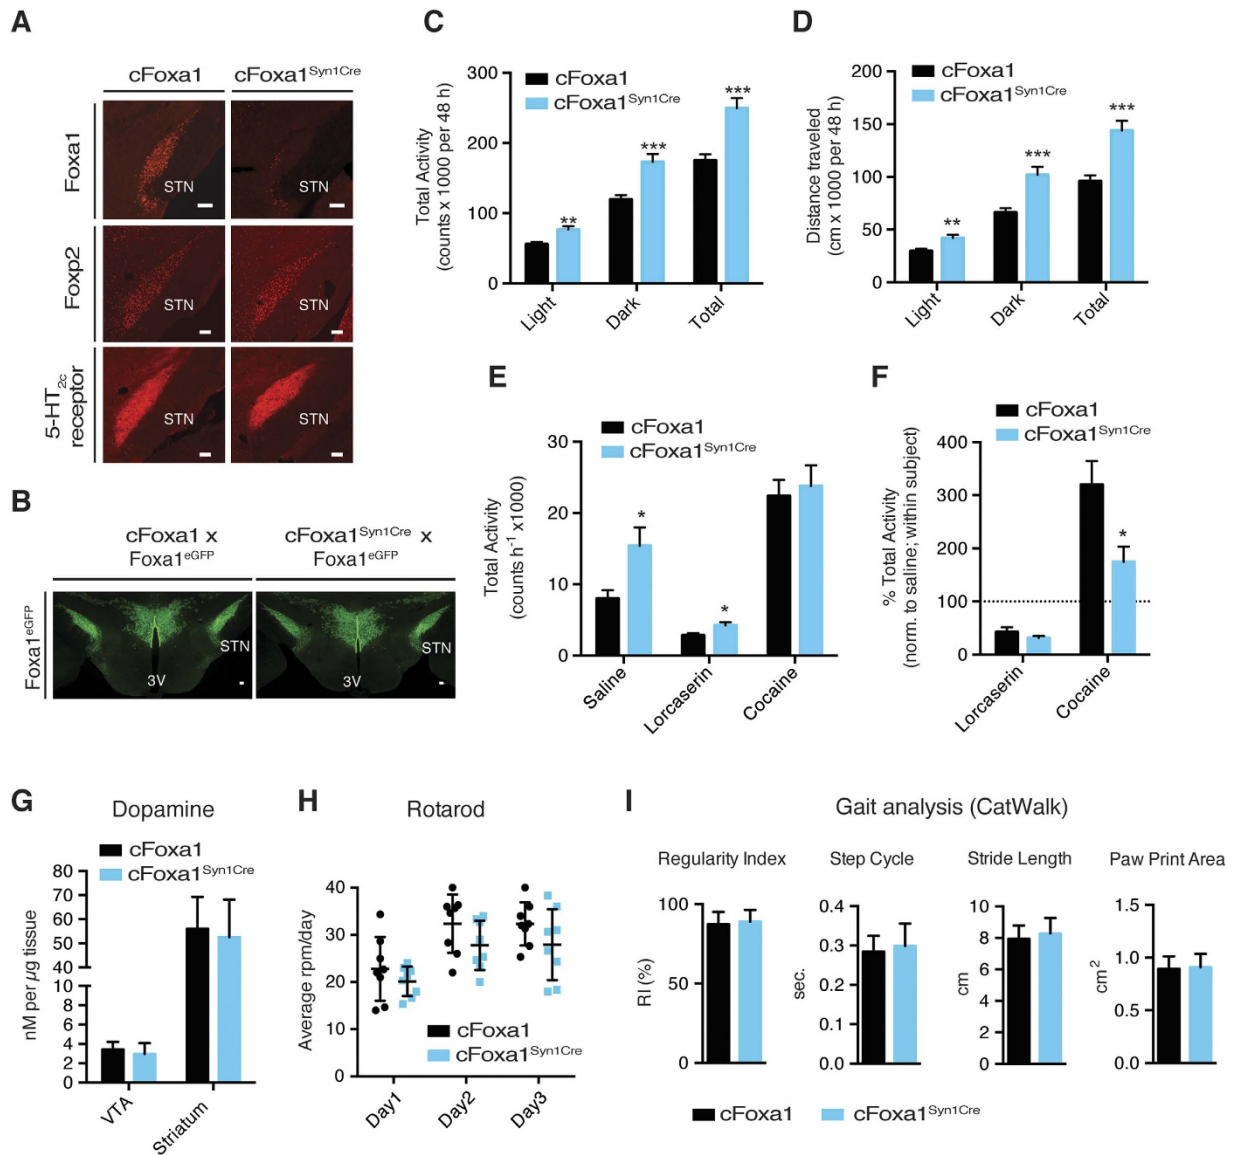 A
cFoxa1
cFoxa1Syn1Cre
Foxa1
STN
STN
Foxp2
STN
STN
5-HT2c
receptor
STN
STN
B
cFoxa1 x
Foxa1eGFP
cFoxa1Syn1Cre x
Foxa1eGFP
Foxa1eGFP
STN
3V
STN
3V
C
cFoxa1
cFoxa1Syn1Cre
Total Activity
(counts x 1000 per 48 h)
300
200
100
0
**
***
***
Light
Dark
Total
D
cFoxa1
cFoxa1Syn1Cre
Distance traveled
(cm x 1000 per 48 h)
200
150
100
50
0
**
***
***
Light
Dark
Total
E
cFoxa1
cFoxa1Syn1Cre
Total Activity
(counts h-1 x1000)
30
20
10
0
*
*
Saline
Lorcaserin
Cocaine
F
cFoxa1
cFoxa1Syn1Cre
% Total Activity
(norm. to saline; within subject)
400
300
200
100
0
*
Lorcaserin
Cocaine
G
Dopamine
cFoxa1
cFoxa1Syn1Cre
nM per µg tissue
80
70
60
50
40
10
8
6
4
2
0
VTA
Striatum
H
Rotarod
Average rpm/day
40
30
20
10
0
cFoxa1
cFoxa1Syn1Cre
Day1
Day2
Day3
I
Gait analysis (CatWalk)
Regularity Index
RI (%)
100
50
0
Step Cycle
sec.
0.4
0.3
0.2
0.1
0.0
Stride Length
cm
10
8
6
4
2
0
Paw Print Area
cm2
1.5
1.0
0.5
0.0
cFoxa1
cFoxa1Syn1Cre